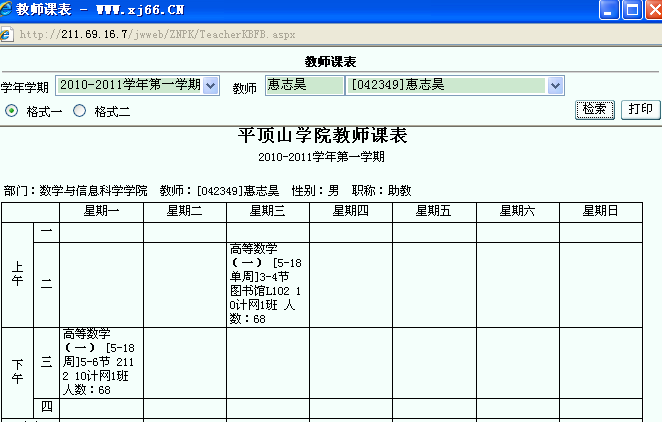 教师课表 - WWW.xj66.CN
http://211.69.16.7/jwweb/ZNPK/TeacherKBFB.aspx
教师课表
学年学期 2010-2011学年第一学期 教师 惠志昊 [042349]惠志昊
格式一 格式二 检索 打印
平顶山学院教师课表
2010-2011学年第一学期
部门：数学与信息科学学院 教师：[042349]惠志昊 性别：男 职称：助教
星期一 星期二 星期三 星期四 星期五 星期六 星期日
上午
一
二
高等数学
（一） [5-18
单周]3-4节
图书馆L102 1
0计网1班 人
数：68
下午
三
高等数学
（一） [5-18
周]5-6节 211
2 10计网1班
人数：68
四